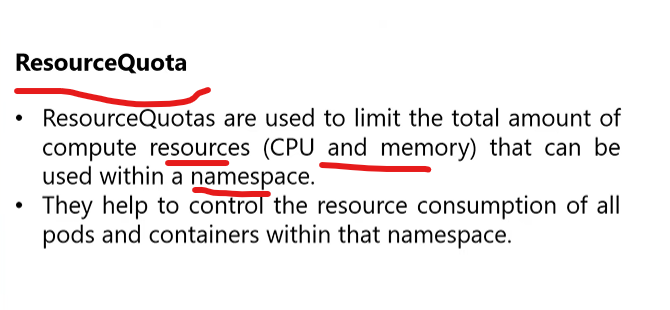 ResourceQuota
• ResourceQuotas are used to limit the total amount of
compute resources (CPU and memory) that can be
used within a namespace.
• They help to control the resource consumption of all
pods and containers within that namespace.